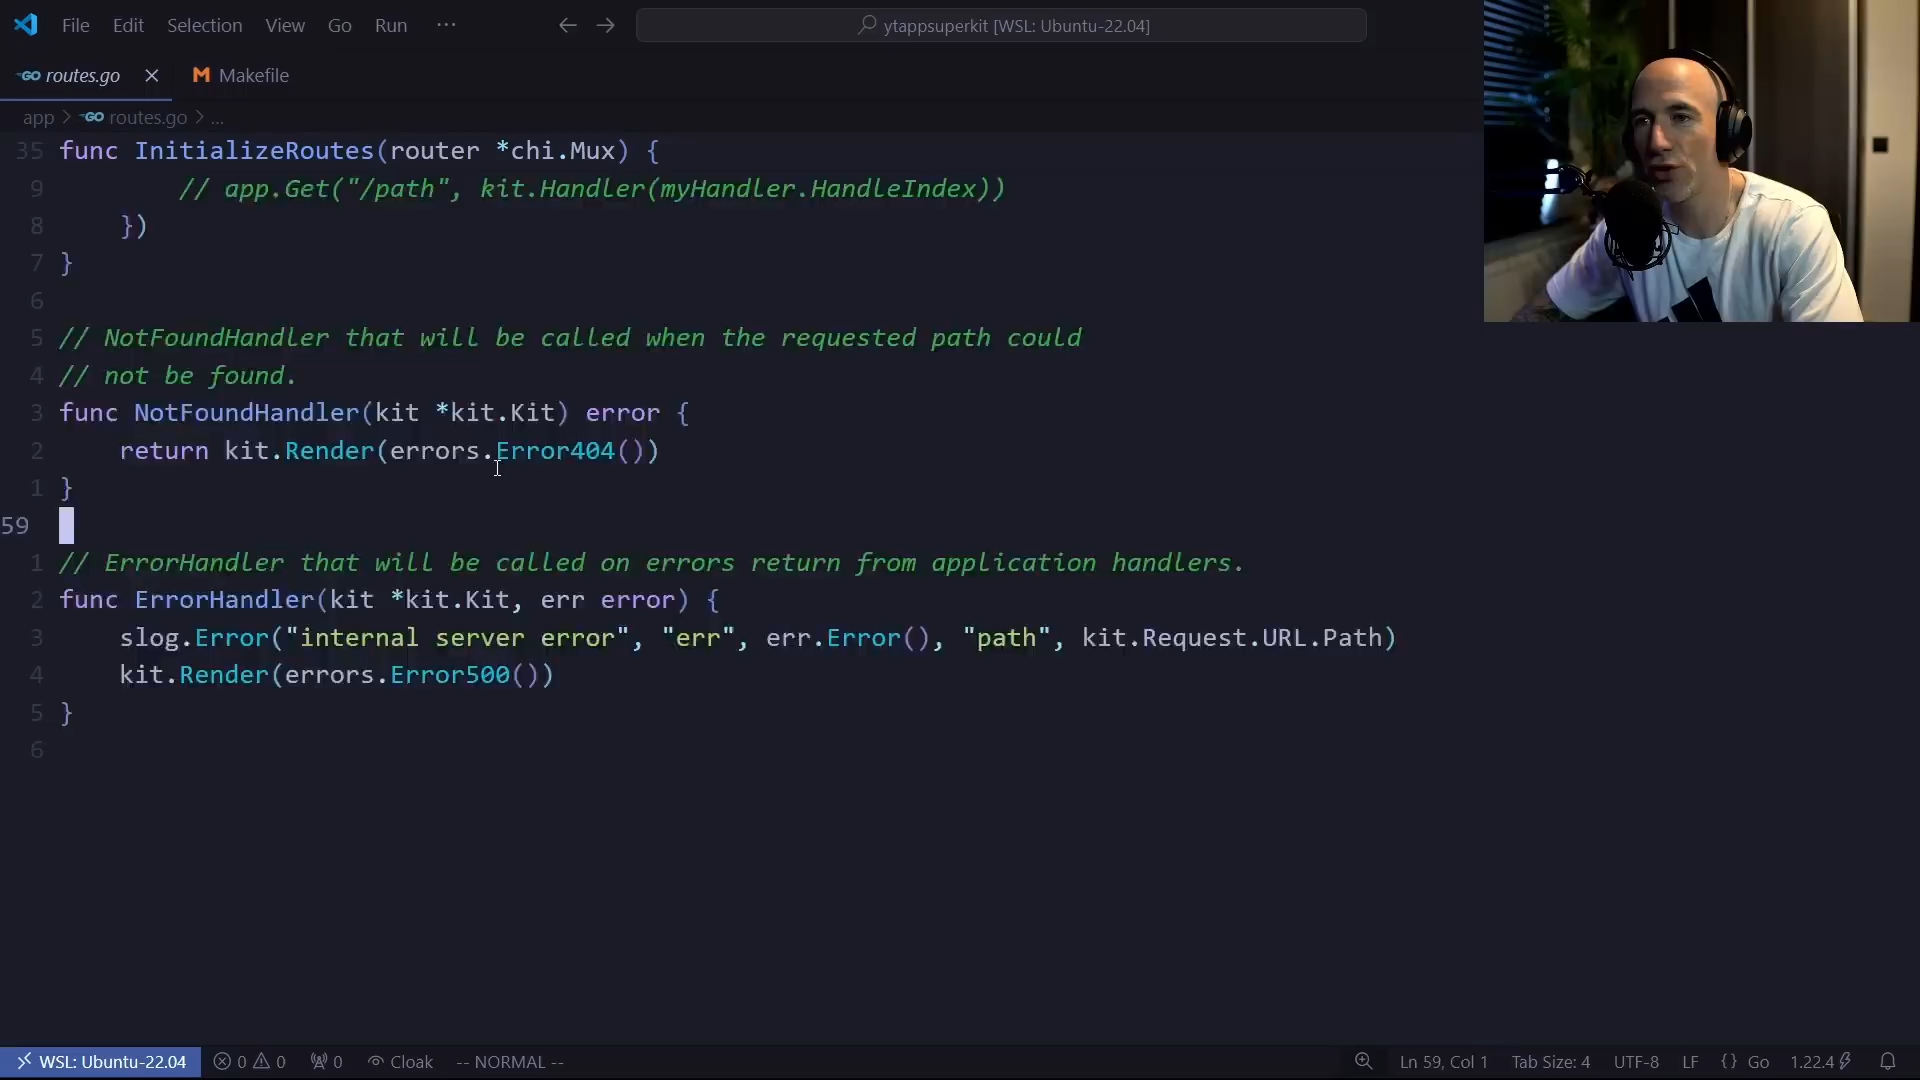 File Edit Selection View Go Run ···
ytappsuperkit [WSL: Ubuntu-22.04]
routes.go
Makefile
app > routes.go > ...
35 func InitializeRoutes(router *chi.Mux) {
9 // app.Get("/path", kit.Handler(myHandler.HandleIndex))
8 })
7 }
6
5 // NotFoundHandler that will be called when the requested path could
4 // not be found.
3 func NotFoundHandler(kit *kit.Kit) error {
2 return kit.Render(errors.Error404())
1 }
59
1 // ErrorHandler that will be called on errors return from application handlers.
2 func ErrorHandler(kit *kit.Kit, err error) {
3 slog.Error("internal server error", "err", err.Error(), "path", kit.Request.URL.Path)
4 kit.Render(errors.Error500())
5 }
6
WSL: Ubuntu-22.04 0 0 0 Cloak -- NORMAL -- Ln 59, Col 1 Tab Size: 4 UTF-8 LF {} Go 1.22.4